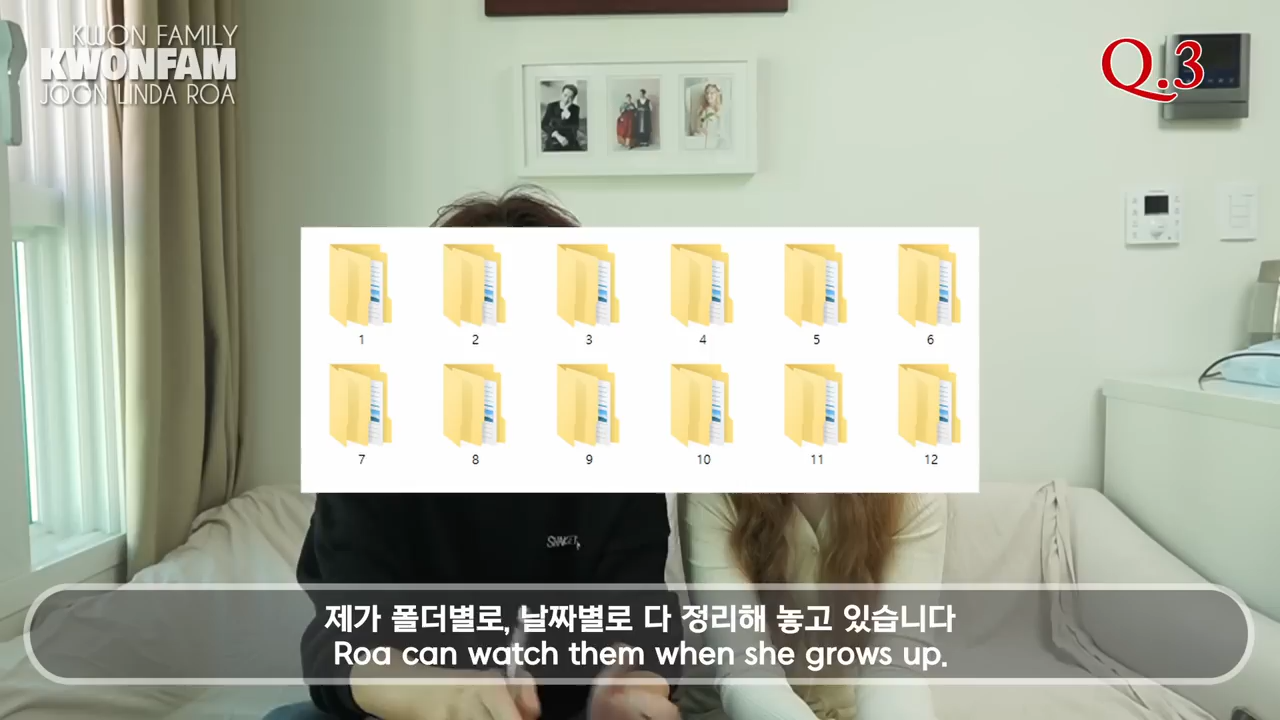 KWON FAMILY
KWONFAM
JOON LINDA ROA
Q.3
1 2 3 4 5 6
7 8 9 10 11 12
제가 폴더별로, 날짜별로 다 정리해 놓고 있습니다
Roa can watch them when she grows up.